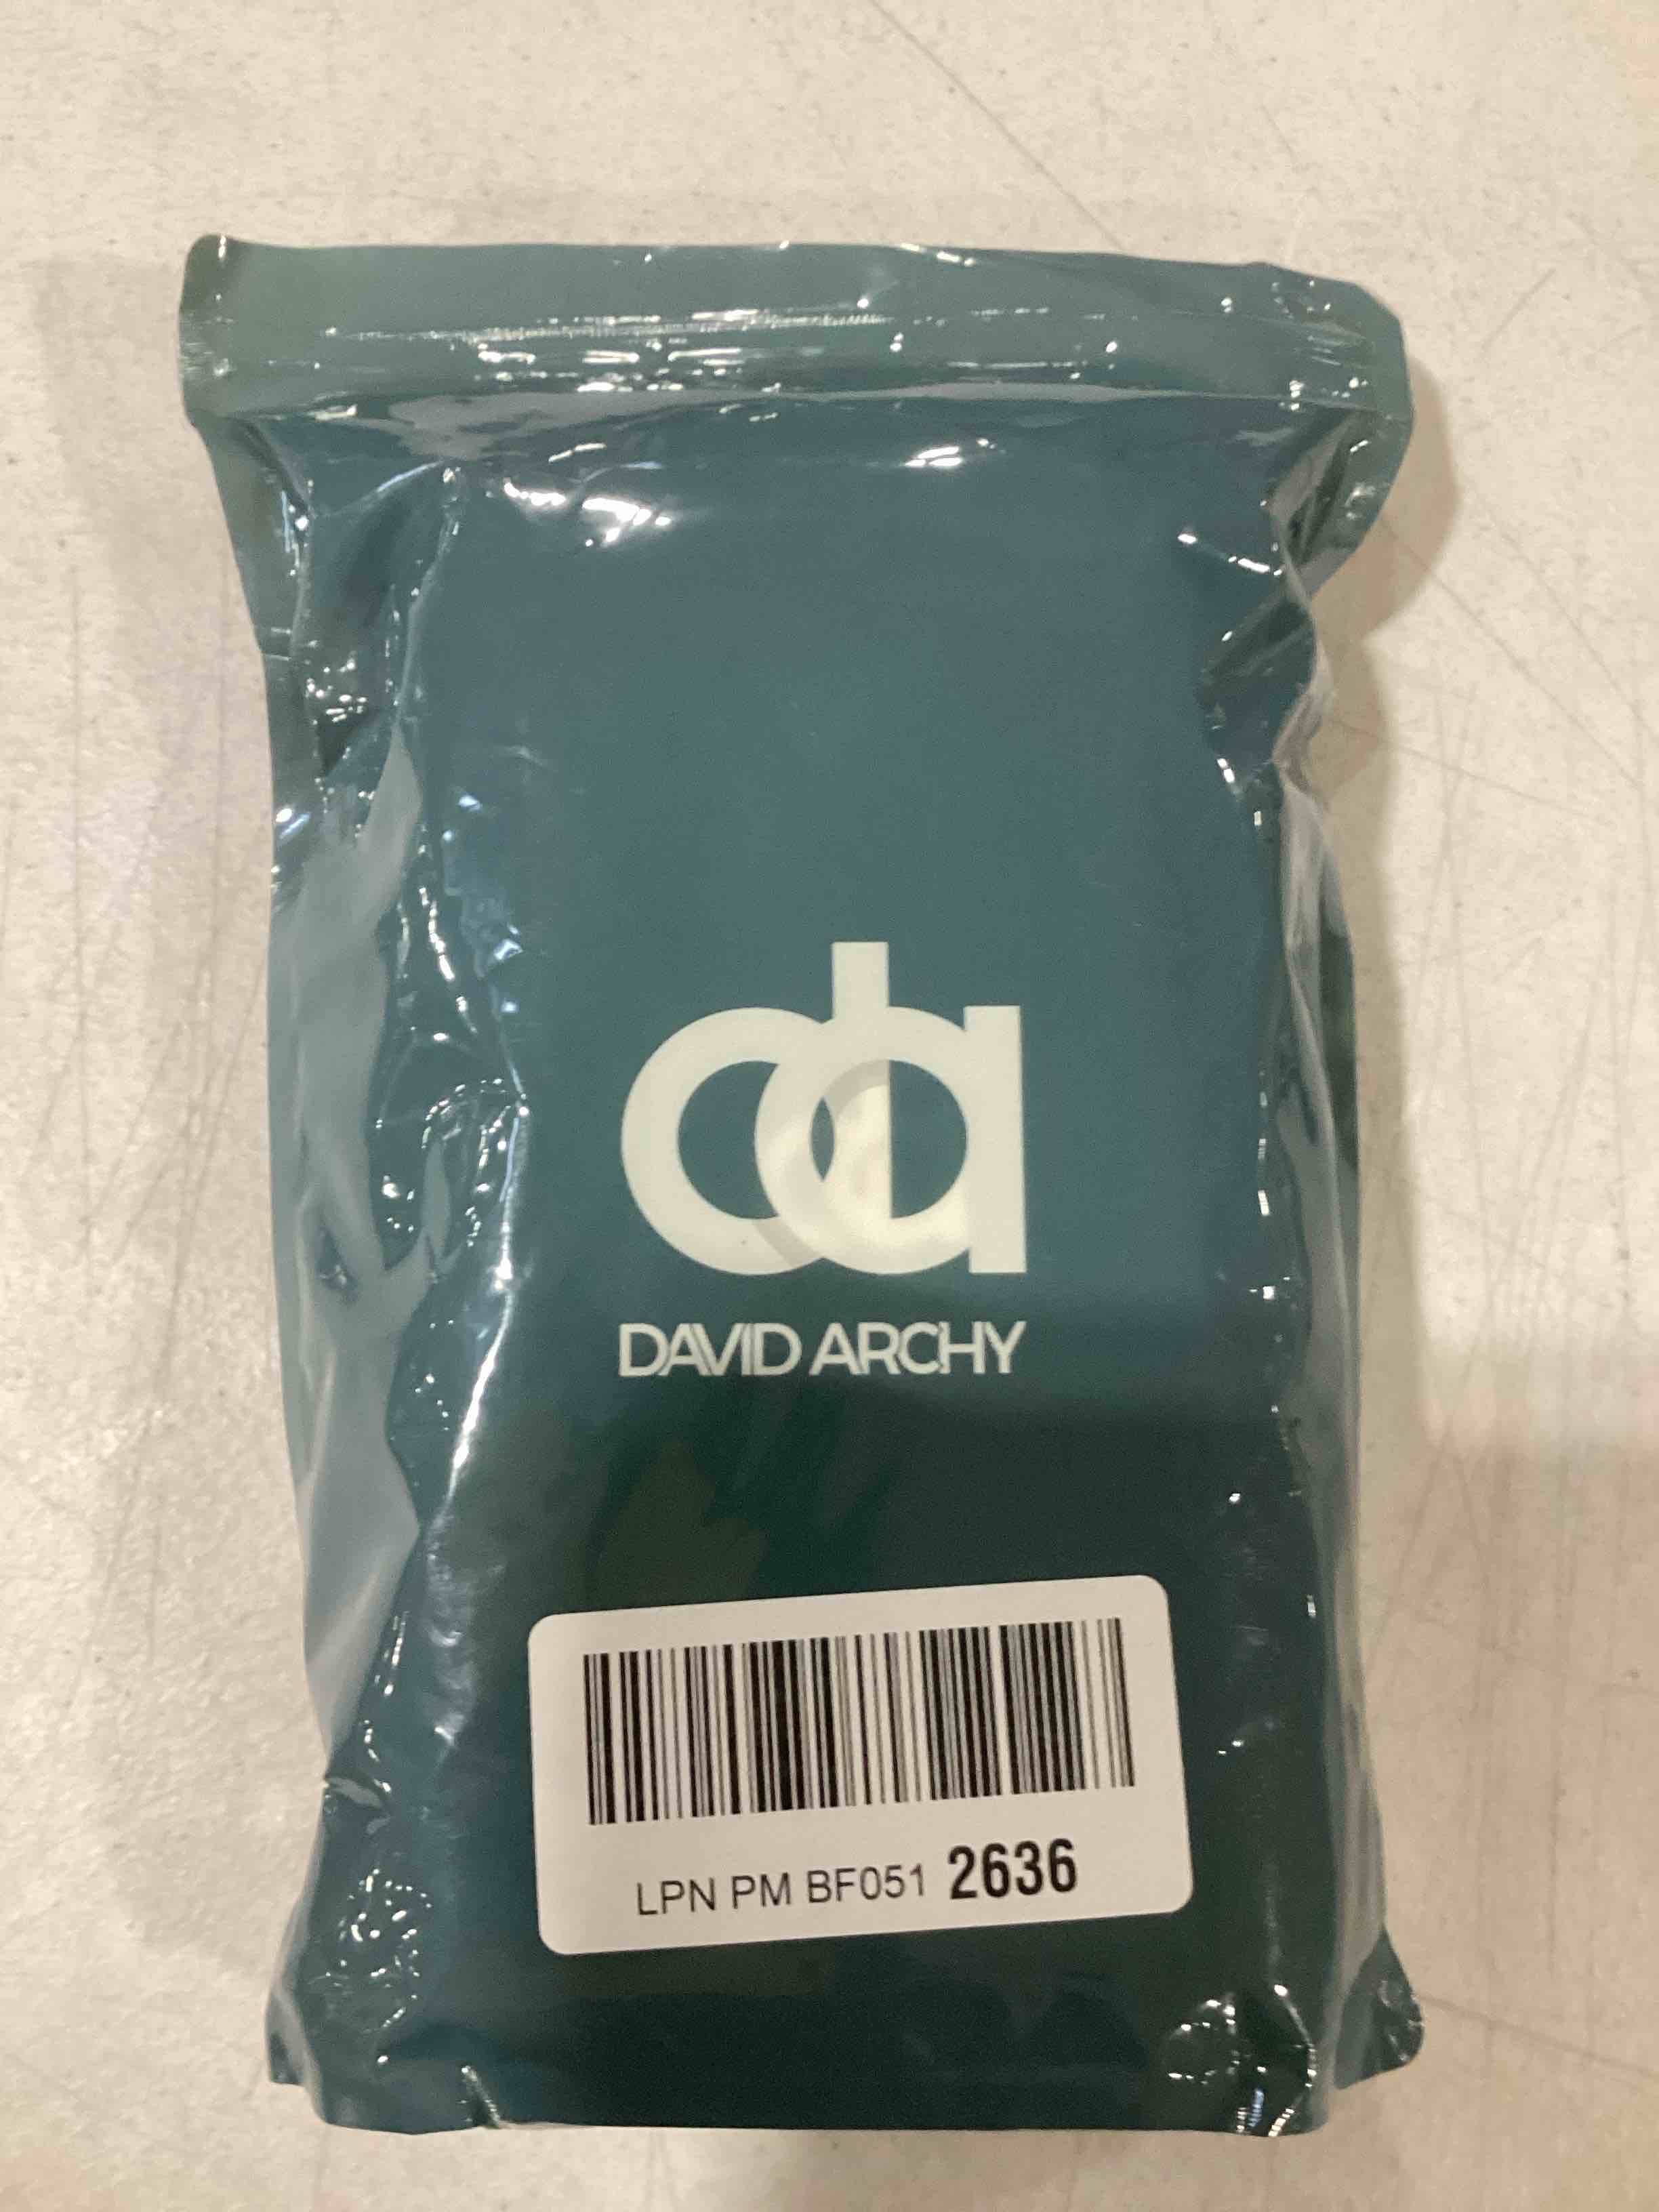 da
DAVID ARCHY
LPN PM BF051 2636